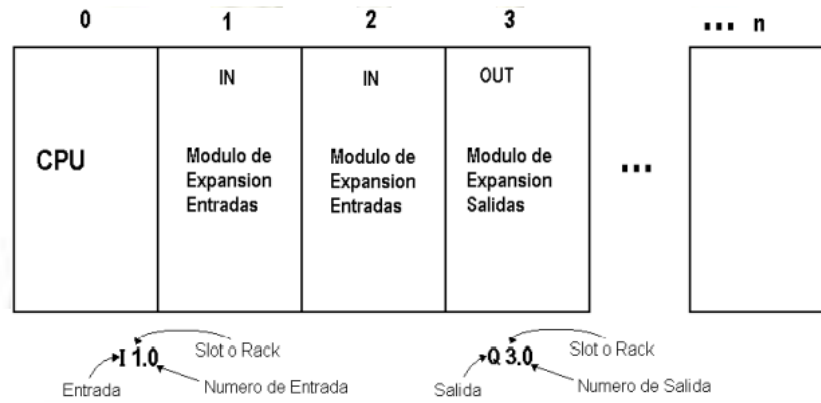 0 1 2 3 ... n
IN IN OUT
CPU
Modulo de
Expansion
Entradas
Modulo de
Expansion
Entradas
Modulo de
Expansion
Salidas
...
I 1.0
Slot o Rack
Entrada
Numero de Entrada
Q 3.0
Slot o Rack
Salida
Numero de Salida